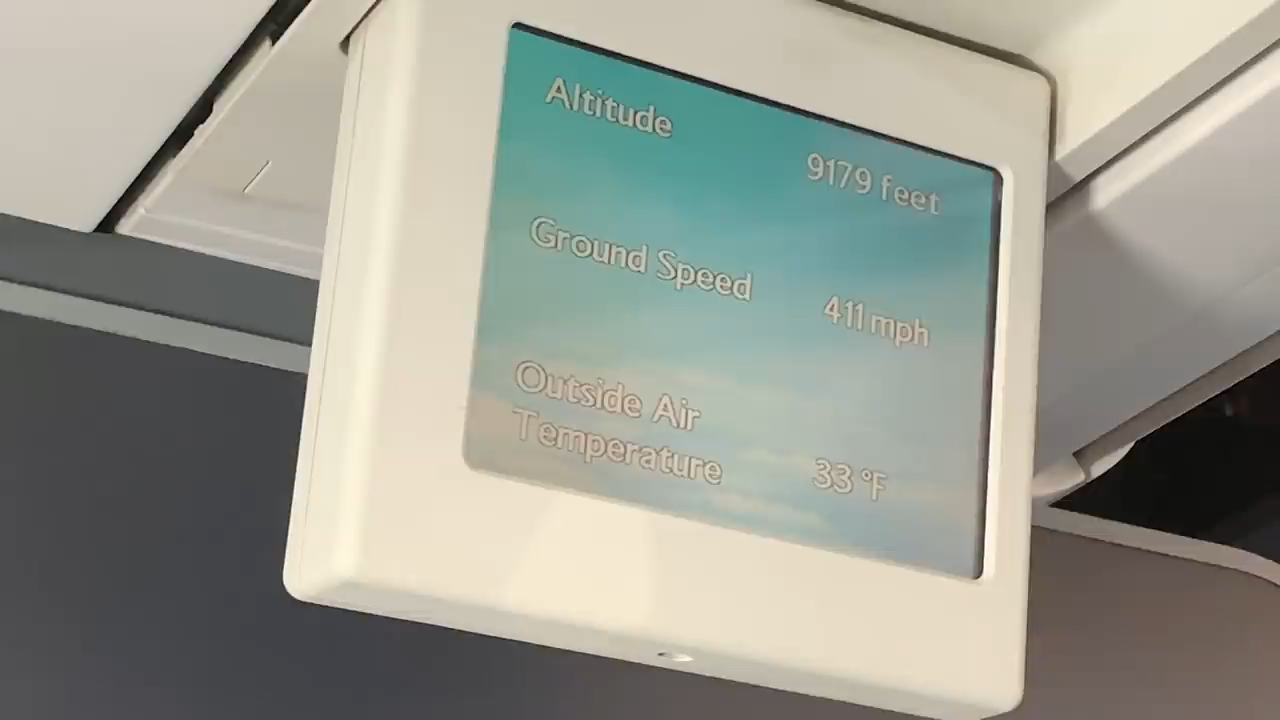 Altitude
9179 feet
Ground Speed
411 mph
Outside Air
Temperature
33 °F